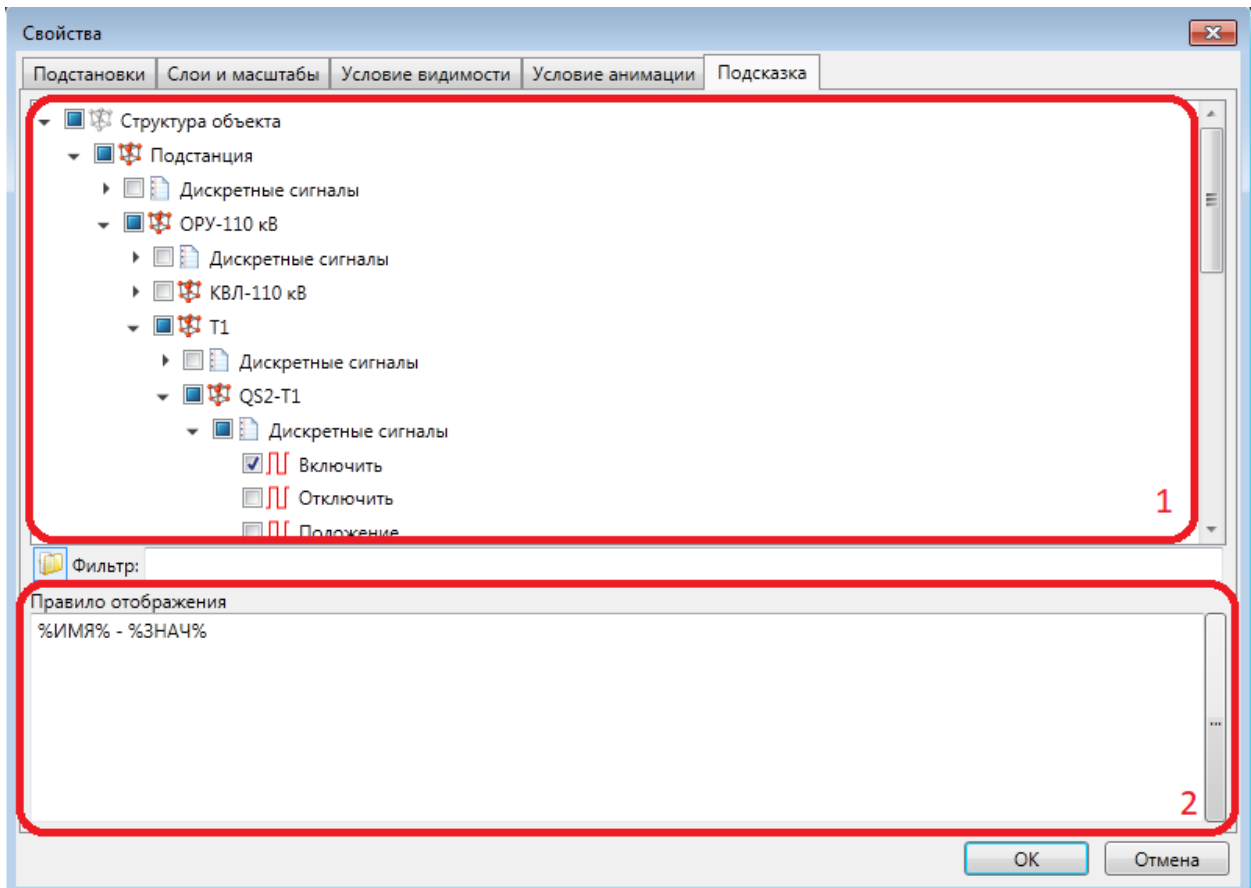 Свойства
Подстановки Слои и масштабы Условие видимости Условие анимации Подсказка
Структура объекта
Подстанция
Дискретные сигналы
ОРУ-110 кВ
Дискретные сигналы
КВЛ-110 кВ
Т1
Дискретные сигналы
QS2-T1
Дискретные сигналы
Включить
Отключить
Положение
1
Фильтр:
Правило отображения
%ИМЯ% - %ЗНАЧ%
...
2
ОК Отмена